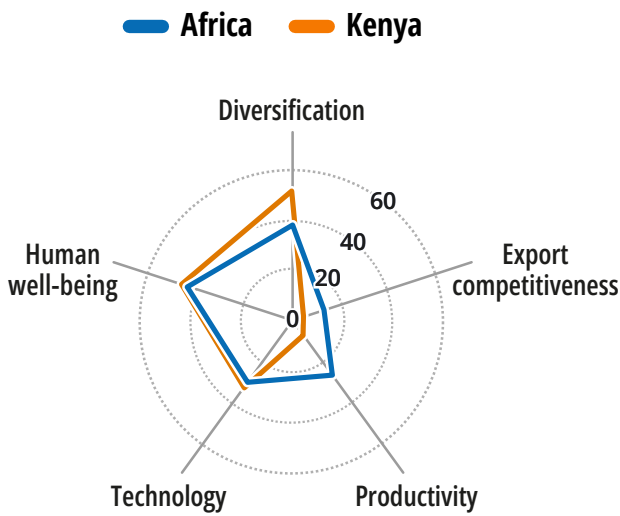 Africa Kenya
Diversification
60
40
20
0
Human
well-being
Export
competitiveness
Technology
Productivity